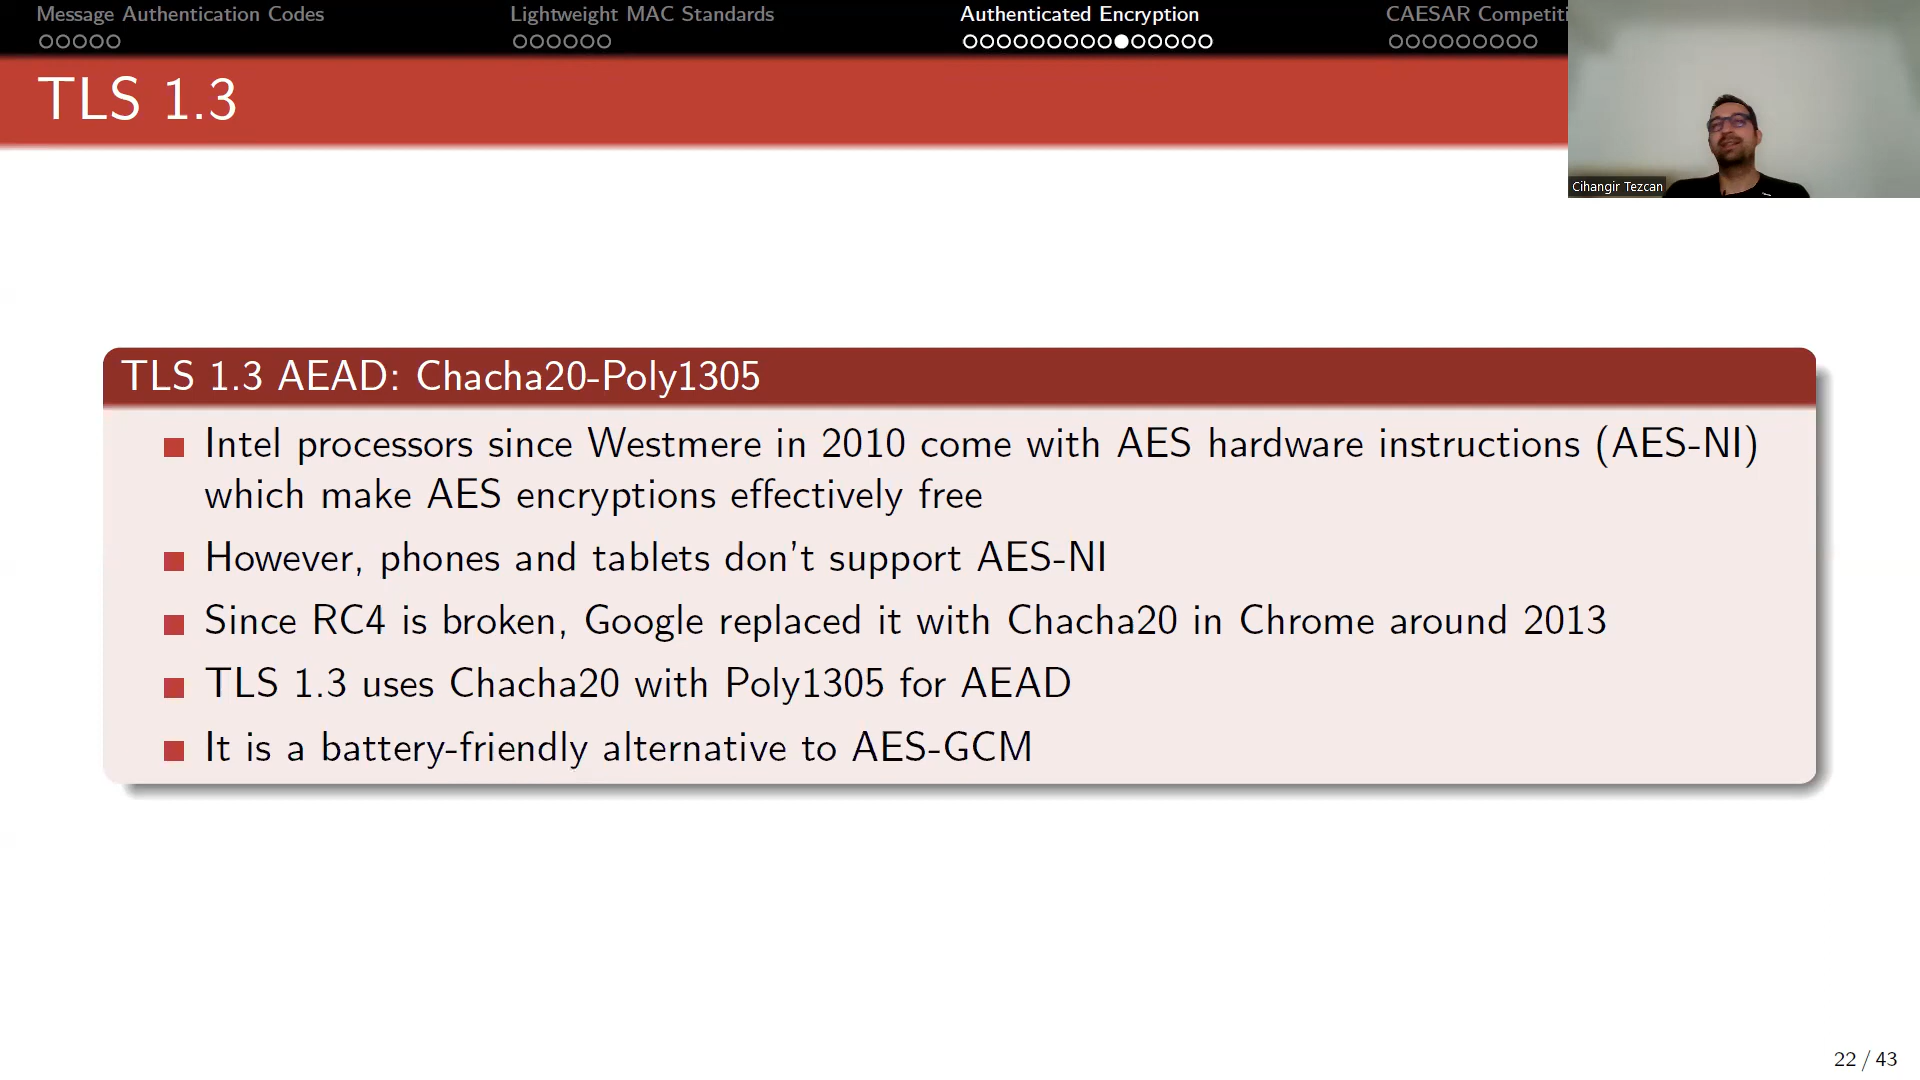 Message Authentication Codes
Lightweight MAC Standards
Authenticated Encryption
CAESAR Competiti
TLS 1.3
Cihangir Tezcan
TLS 1.3 AEAD: Chacha20-Poly1305
Intel processors since Westmere in 2010 come with AES hardware instructions (AES-NI)
which make AES encryptions effectively free
However, phones and tablets don't support AES-NI
Since RC4 is broken, Google replaced it with Chacha20 in Chrome around 2013
TLS 1.3 uses Chacha20 with Poly1305 for AEAD
It is a battery-friendly alternative to AES-GCM
22 / 43